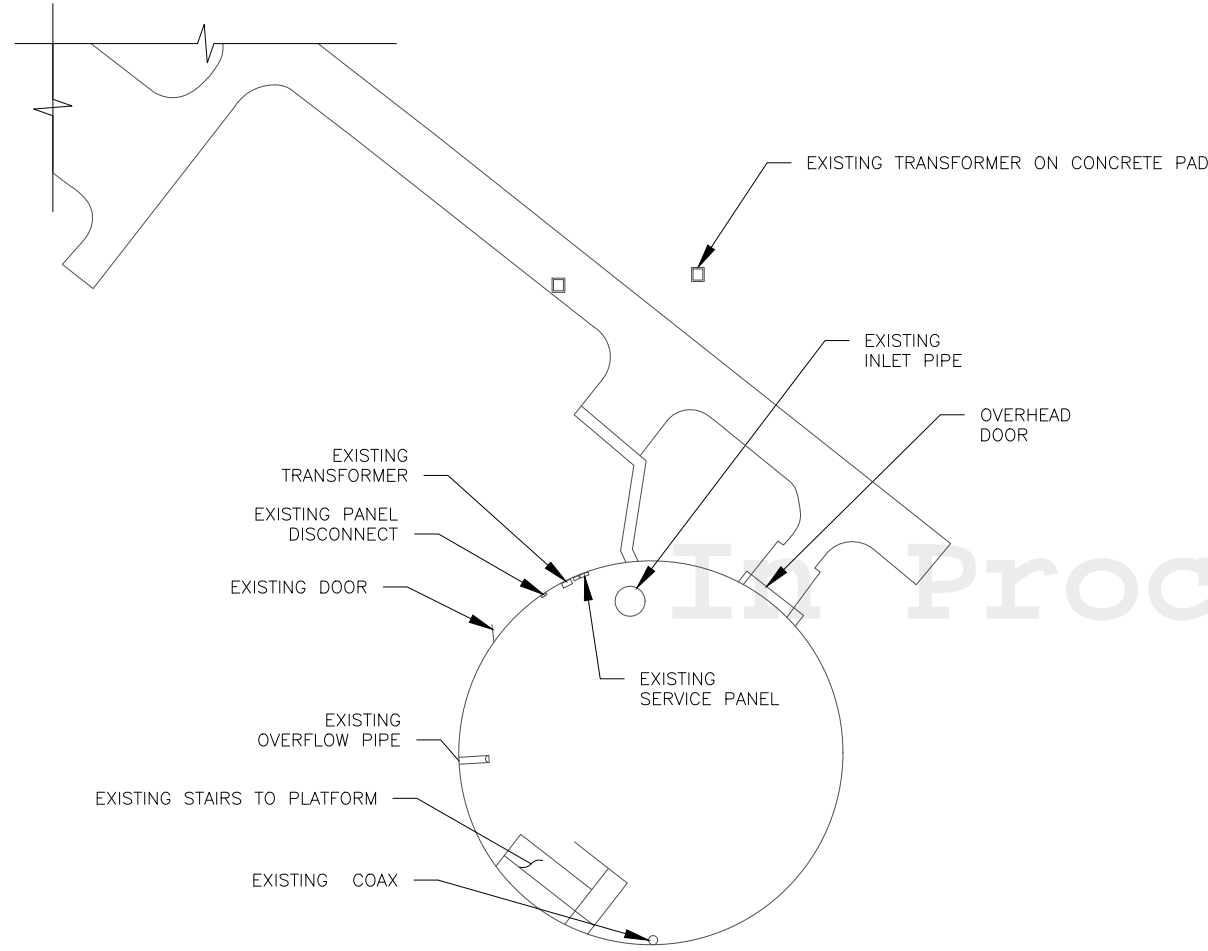 EXISTING TRANSFORMER ON CONCRETE PAD
EXISTING
INLET PIPE
OVERHEAD
DOOR
EXISTING
TRANSFORMER
EXISTING PANEL
DISCONNECT
EXISTING DOOR
In Proc
EXISTING
SERVICE PANEL
EXISTING
OVERFLOW PIPE
EXISTING STAIRS TO PLATFORM
EXISTING COAX